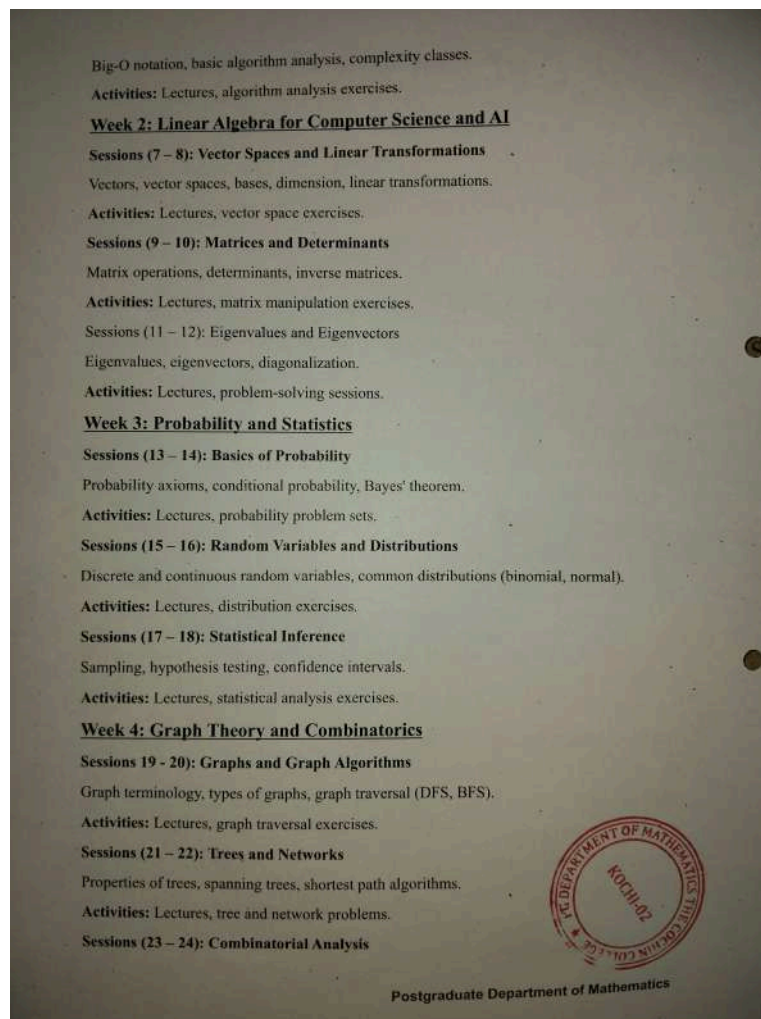 Big-O notation, basic algorithm analysis, complexity classes.
Activities: Lectures, algorithm analysis exercises.
Week 2: Linear Algebra for Computer Science and AI
Sessions (7 – 8): Vector Spaces and Linear Transformations
Vectors, vector spaces, bases, dimension, linear transformations.
Activities: Lectures, vector space exercises.
Sessions (9 – 10): Matrices and Determinants
Matrix operations, determinants, inverse matrices.
Activities: Lectures, matrix manipulation exercises.
Sessions (11 – 12): Eigenvalues and Eigenvectors
Eigenvalues, eigenvectors, diagonalization.
Activities: Lectures, problem-solving sessions.
Week 3: Probability and Statistics
Sessions (13 – 14): Basics of Probability
Probability axioms, conditional probability, Bayes' theorem.
Activities: Lectures, probability problem sets.
Sessions (15 – 16): Random Variables and Distributions
Discrete and continuous random variables, common distributions (binomial, normal).
Activities: Lectures, distribution exercises.
Sessions (17 – 18): Statistical Inference
Sampling, hypothesis testing, confidence intervals.
Activities: Lectures, statistical analysis exercises.
Week 4: Graph Theory and Combinatorics
Sessions 19 - 20): Graphs and Graph Algorithms
Graph terminology, types of graphs, graph traversal (DFS, BFS).
Activities: Lectures, graph traversal exercises.
Sessions (21 – 22): Trees and Networks
Properties of trees, spanning trees, shortest path algorithms.
Activities: Lectures, tree and network problems.
Sessions (23 – 24): Combinatorial Analysis
PG DEPARTMENT OF MATHEMATICS THE COCHIN COLLEGE
KOCHI-02
Postgraduate Department of Mathematics